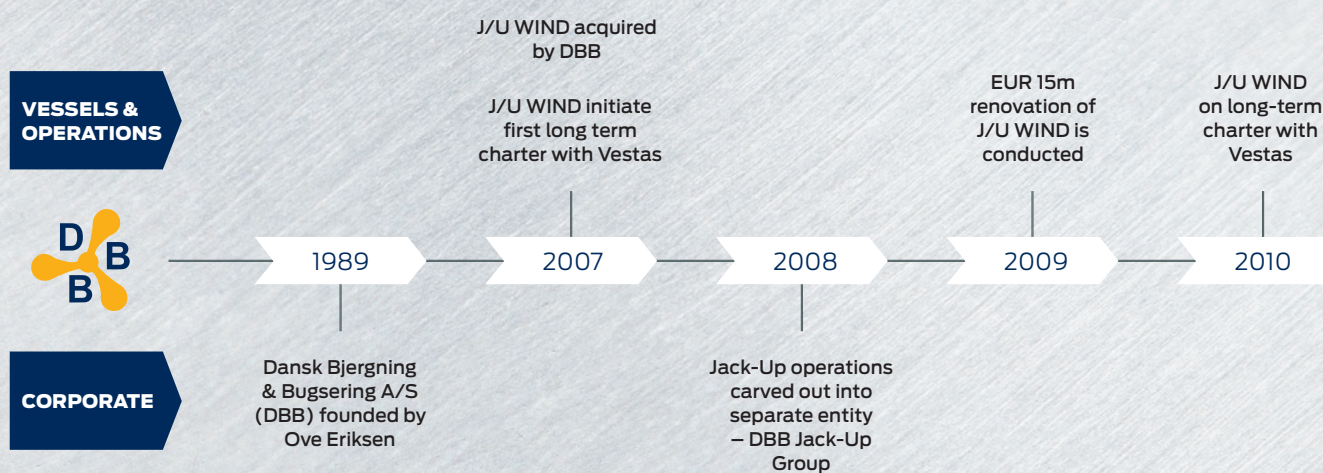 J/U WIND acquired
by DBB
J/U WIND initiate
first long term
charter with Vestas
EUR 15m
renovation of
J/U WIND is
conducted
J/U WIND
on long-term
charter with
Vestas
VESSELS &
OPERATIONS
D
B
B
1989
2007
2008
2009
2010
CORPORATE
Dansk Bjergning
& Bugsering A/S
(DBB) founded by
Ove Eriksen
Jack-Up operations
carved out into
separate entity
– DBB Jack-Up
Group